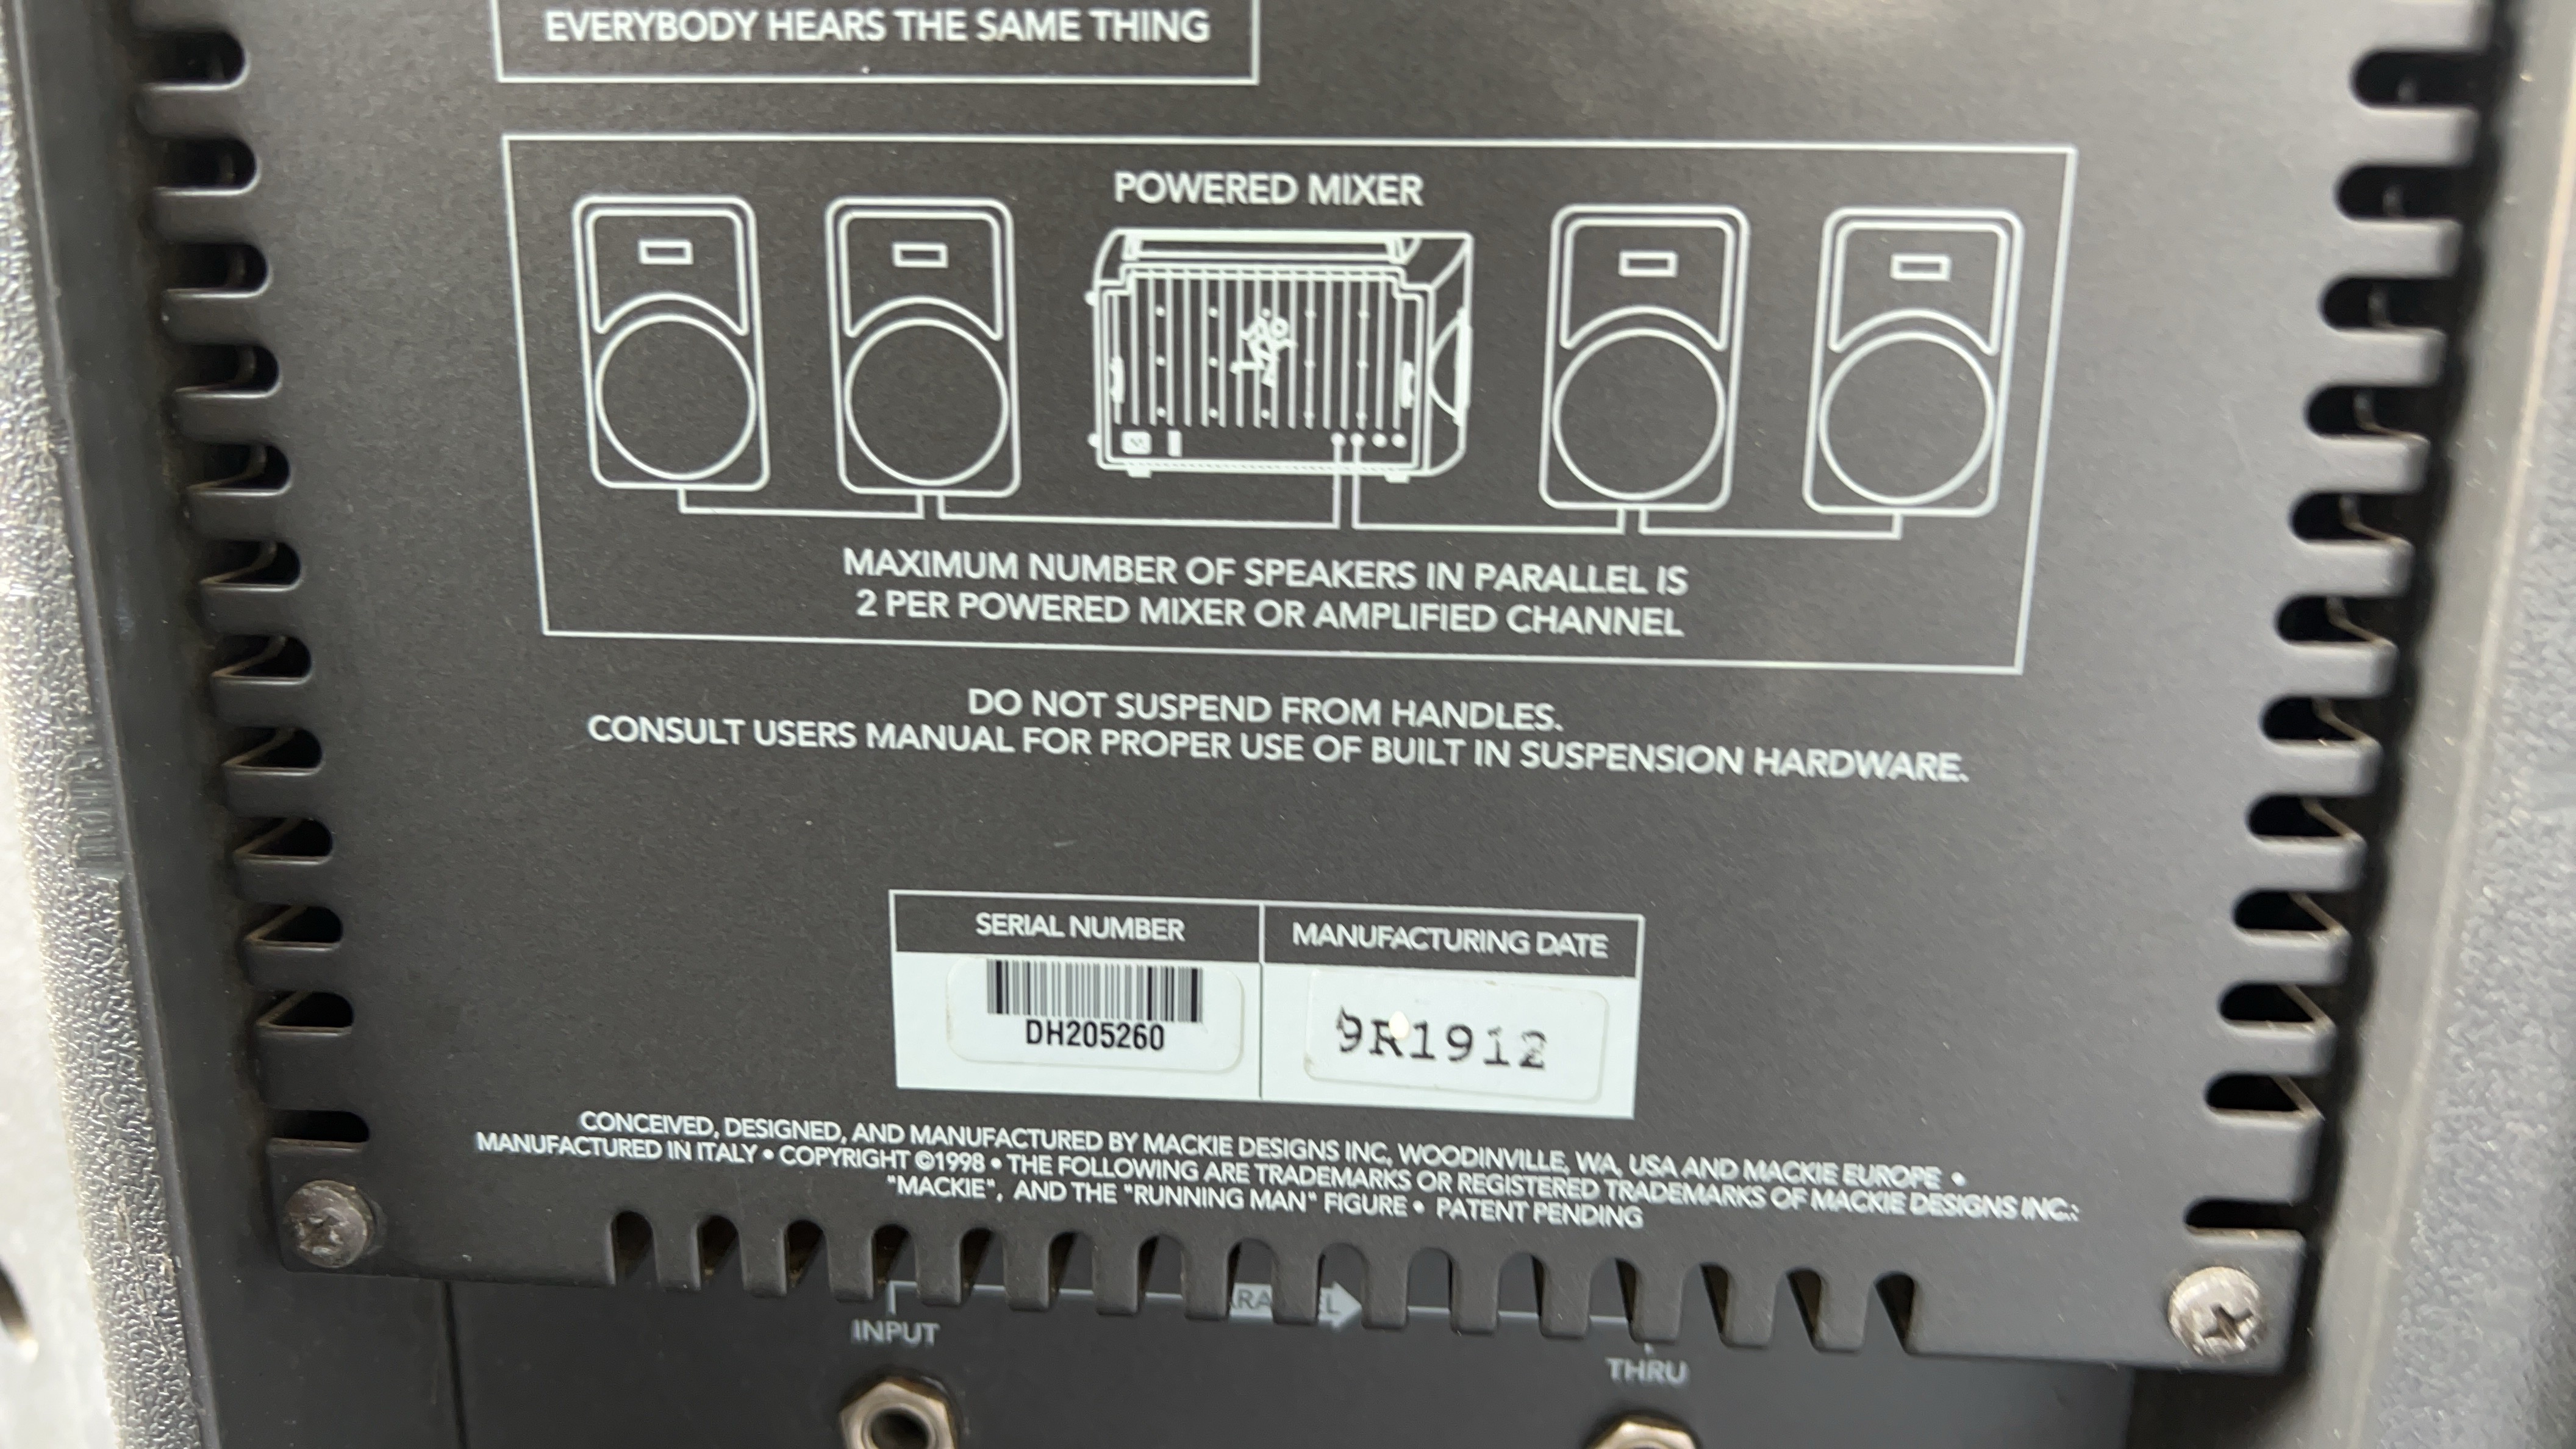 EVERYBODY HEARS THE SAME THING
POWERED MIXER
MAXIMUM NUMBER OF SPEAKERS IN PARALLEL IS
2 PER POWERED MIXER OR AMPLIFIED CHANNEL
DO NOT SUSPEND FROM HANDLES.
CONSULT USERS MANUAL FOR PROPER USE OF BUILT IN SUSPENSION HARDWARE.
SERIAL NUMBER
MANUFACTURING DATE
DH205260
9R1912
CONCEIVED, DESIGNED, AND MANUFACTURED BY MACKIE DESIGNS INC, WOODINVILLE, WA, USA AND MACKIE EUROPE •
MANUFACTURED IN ITALY • COPYRIGHT ©1998 • THE FOLLOWING ARE TRADEMARKS OR REGISTERED TRADEMARKS OF MACKIE DESIGNS INC.:
"MACKIE", AND THE "RUNNING MAN" FIGURE • PATENT PENDING
INPUT
THRU